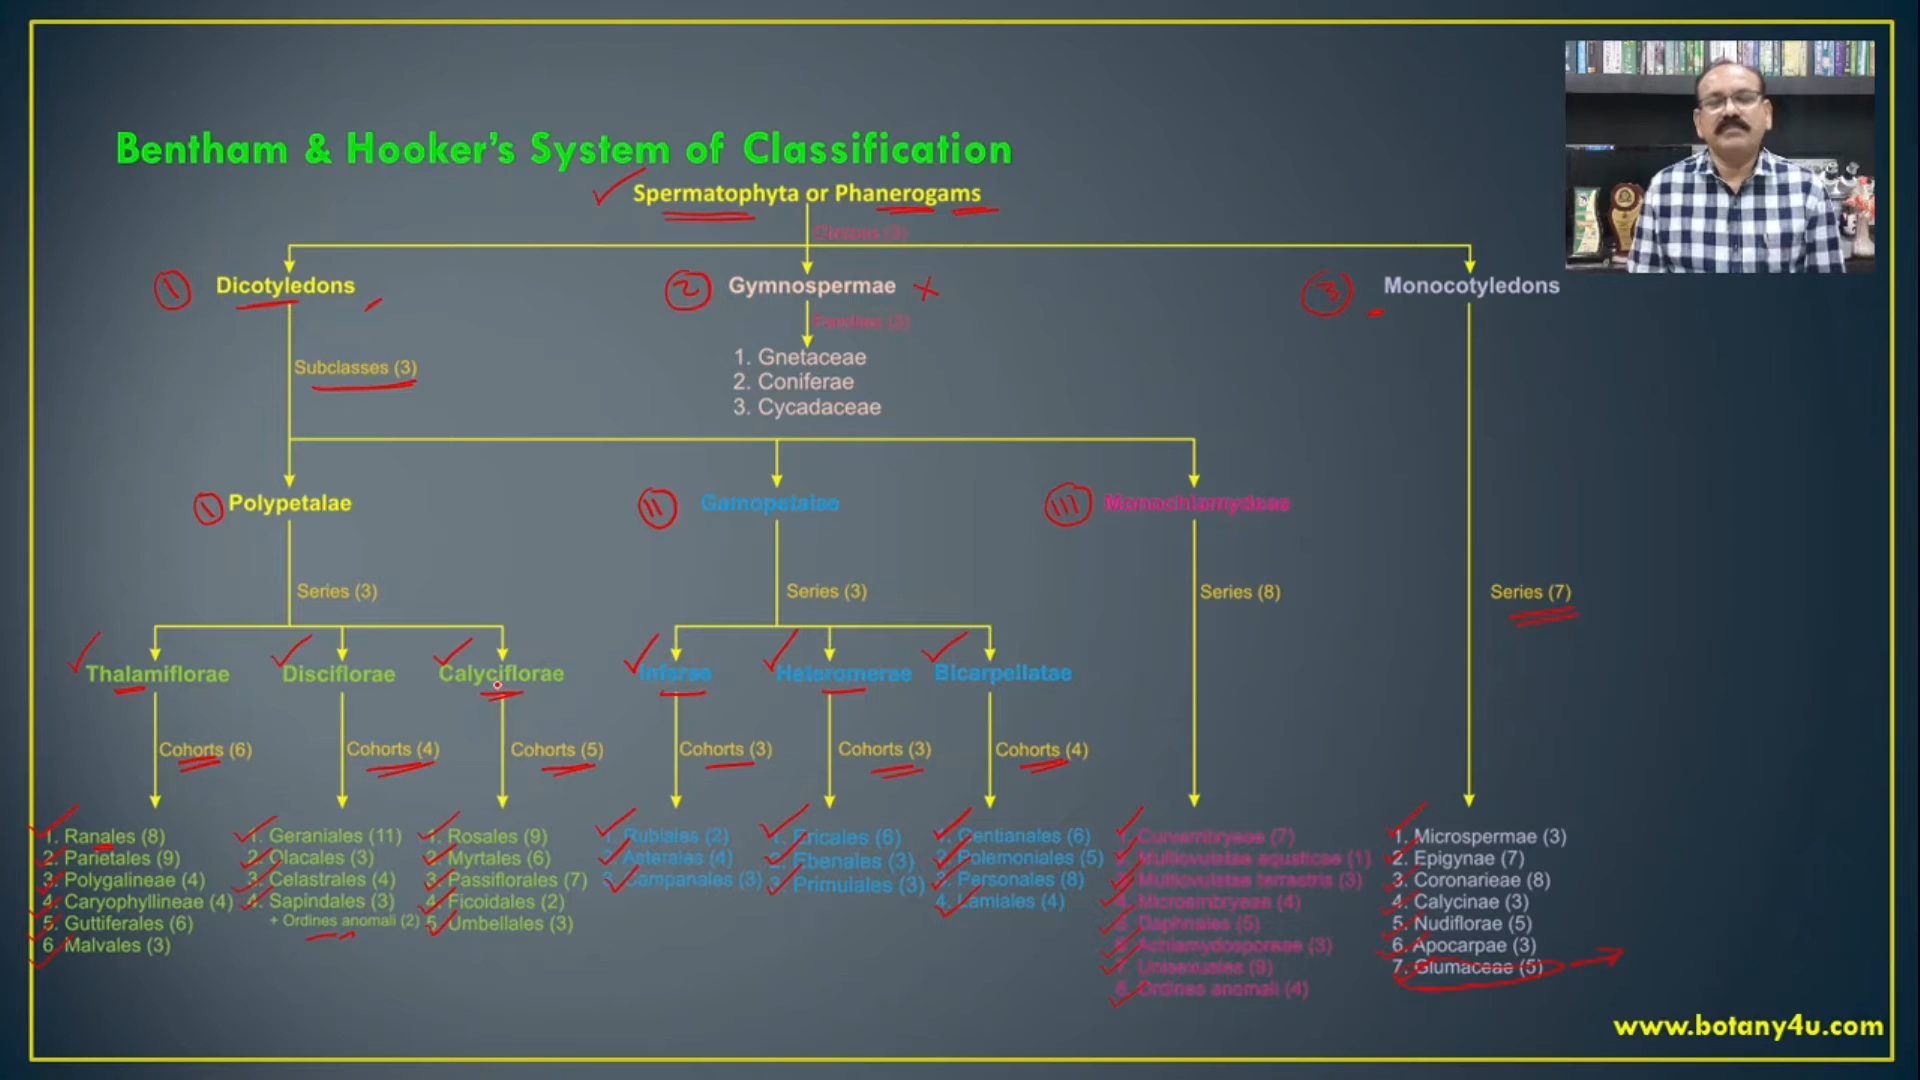 Bentham & Hooker's System of Classification
Spermatophyta or Phanerogams
Classes (3)
1 Dicotyledons
2 Gymnospermae
3 Monocotyledons
Families (3)
1. Gnetaceae
2. Coniferae
3. Cycadaceae
Subclasses (3)
I Polypetalae
II Gamopetalae
III Monochlamydeae
Series (3)
Series (3)
Series (8)
Series (7)
Thalamiflorae
Disciflorae
Calyciflorae
Inferae
Heteromerae
Bicarpellatae
Cohorts (6)
Cohorts (4)
Cohorts (5)
Cohorts (3)
Cohorts (3)
Cohorts (4)
1. Ranales (8)
2. Parietales (9)
3. Polygalineae (4)
4. Caryophyllineae (4)
5. Guttiferales (6)
6. Malvales (3)
1. Geraniales (11)
2. Olacales (3)
3. Celastrales (4)
4. Sapindales (3)
+ Ordines anomali (2)
1. Rosales (9)
2. Myrtales (6)
3. Passiflorales (7)
4. Ficoidales (2)
5. Umbellales (3)
1. Rubiales (2)
2. Asterales (4)
3. Campanales (3)
1. Ericales (6)
2. Ebenales (3)
3. Primulales (3)
1. Gentianales (6)
2. Polemoniales (5)
3. Personales (8)
4. Lamiales (4)
1. Curvembryeae (7)
2. Multiovulatae aquaticae (1)
3. Multiovulatae terrestris (3)
4. Microembryeae (4)
5. Daphnales (5)
6. Achlamydosporeae (3)
7. Unisexuales (9)
8. Ordines anomali (4)
1. Microspermae (3)
2. Epigynae (7)
3. Coronarieae (8)
4. Calycinae (3)
5. Nudiflorae (5)
6. Apocarpae (3)
7. Glumaceae (5)
www.botany4u.com